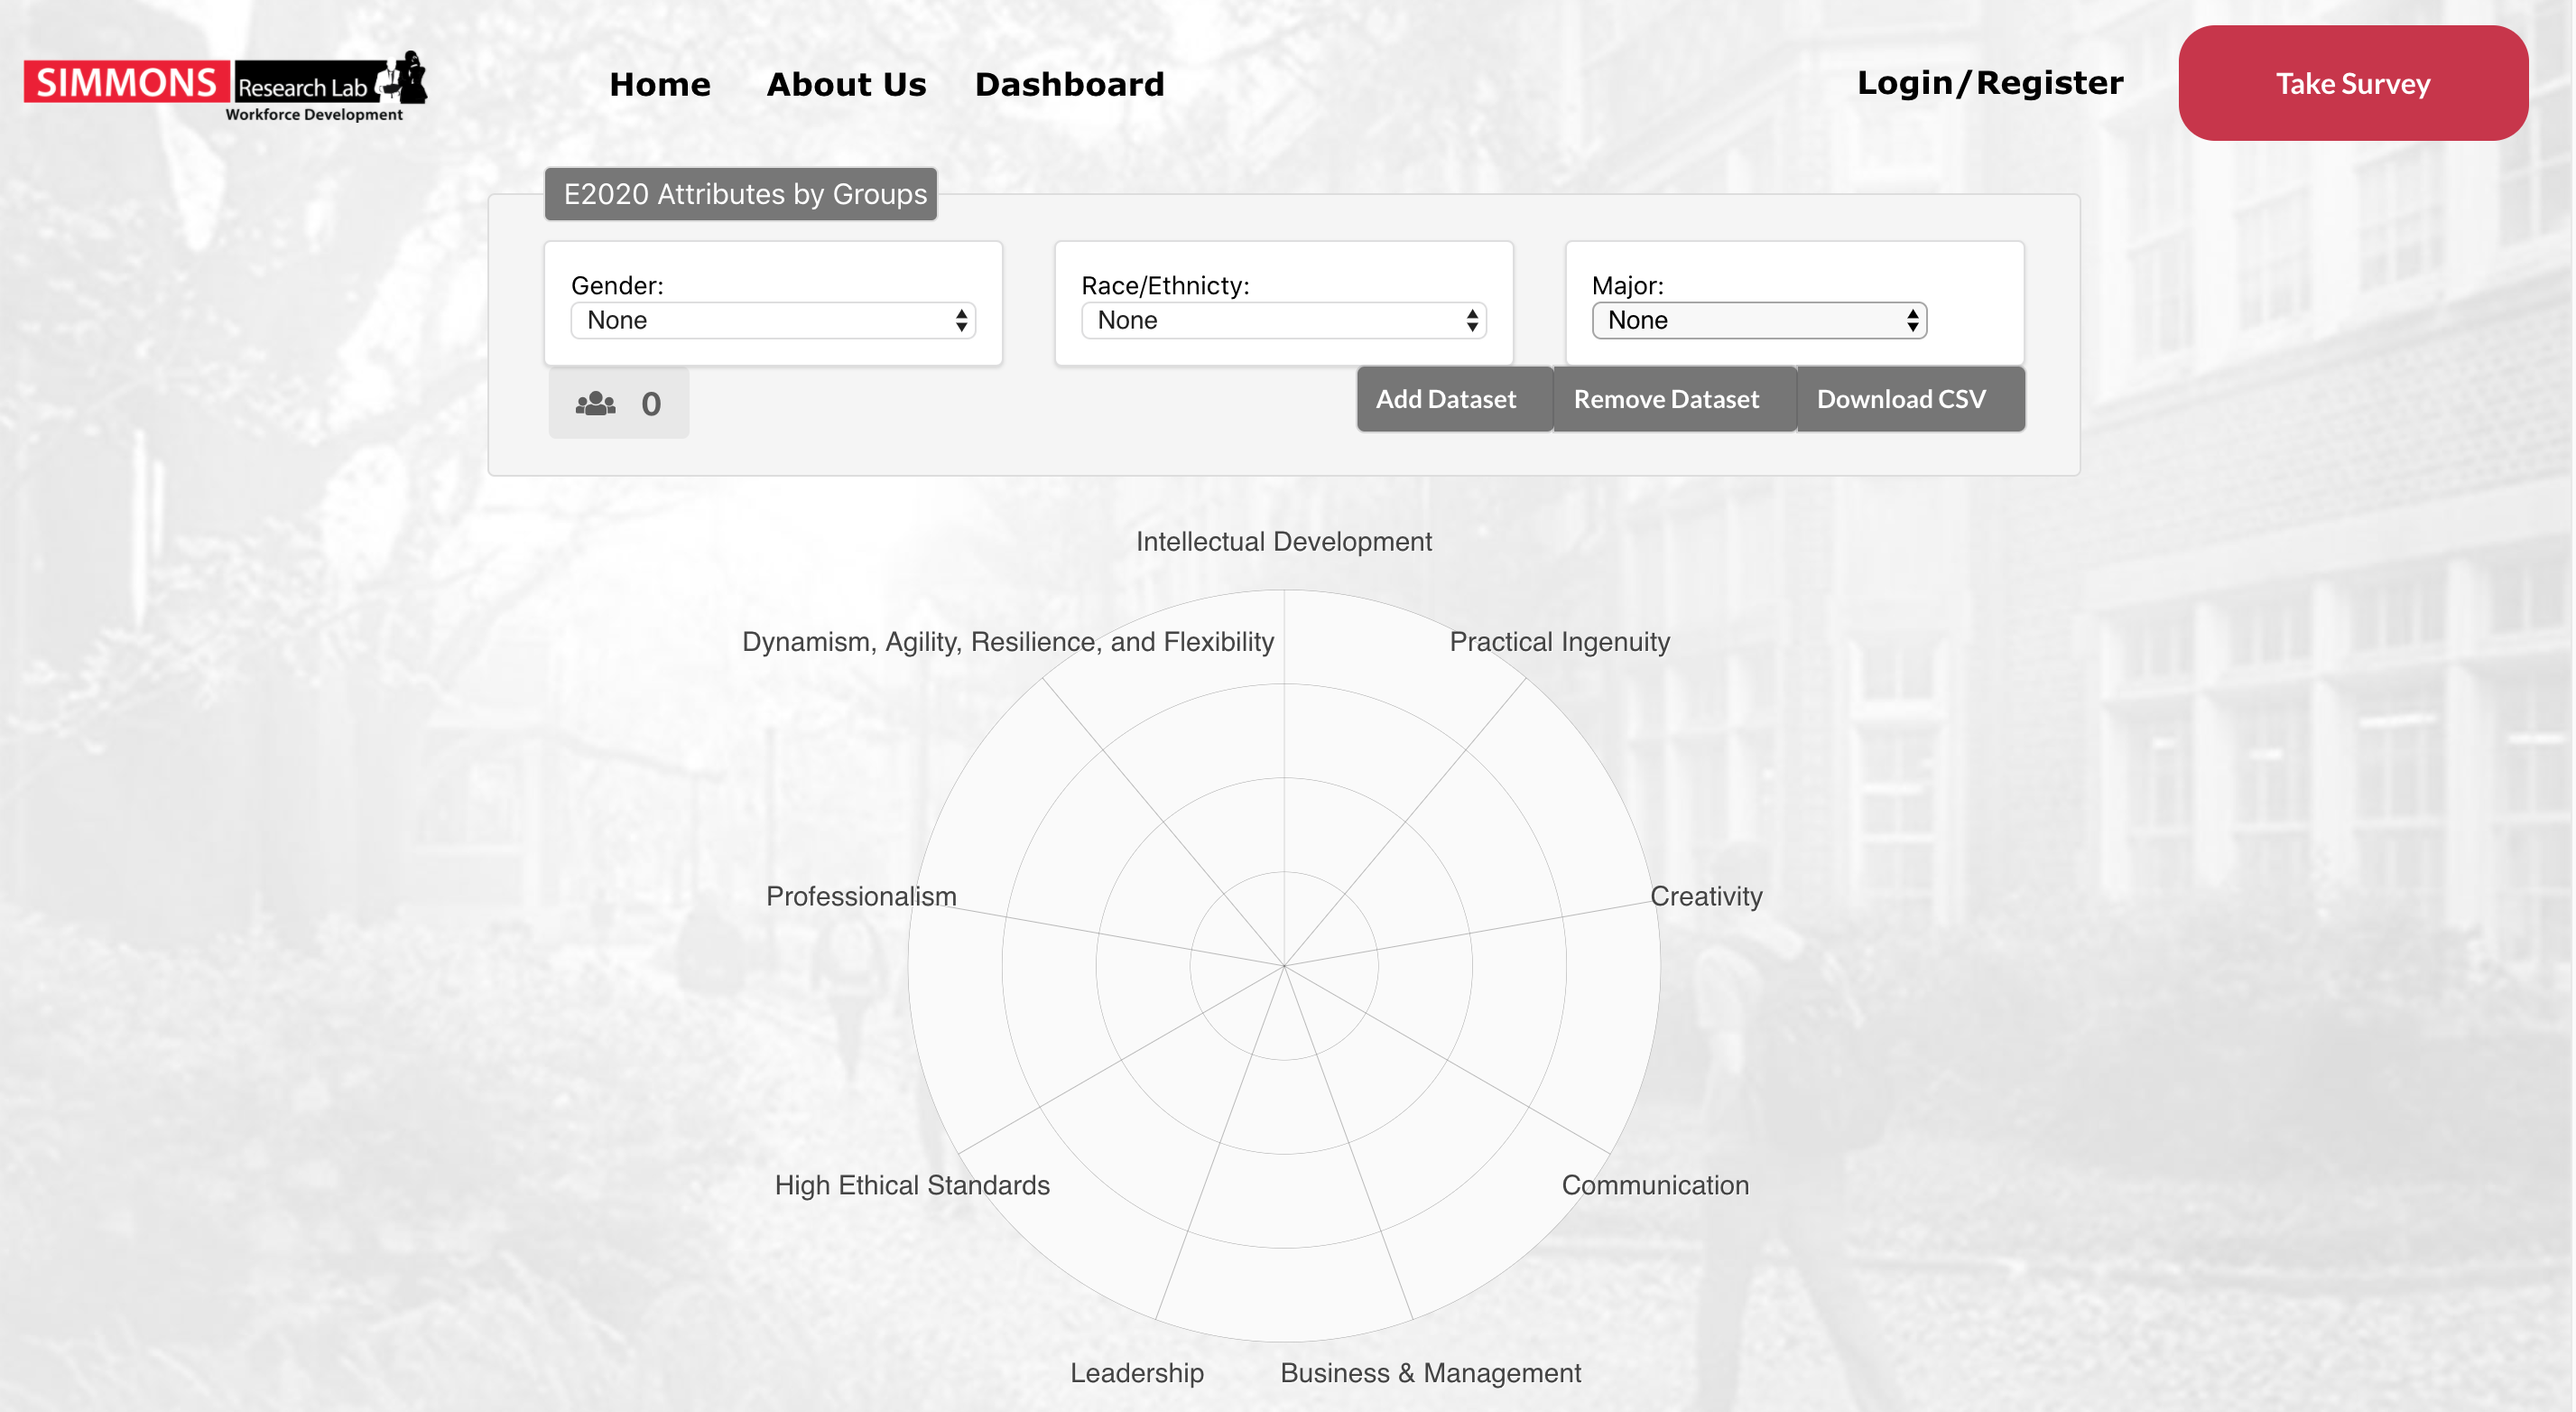 SIMMONS Research Lab
Workforce Development
Home About Us Dashboard
Login/Register
Take Survey
E2020 Attributes by Groups
Gender:
None
Race/Ethnicty:
None
Major:
None
0
Add Dataset Remove Dataset Download CSV
Intellectual Development
Dynamism, Agility, Resilience, and Flexibility
Practical Ingenuity
Professionalism
Creativity
High Ethical Standards
Communication
Leadership
Business & Management